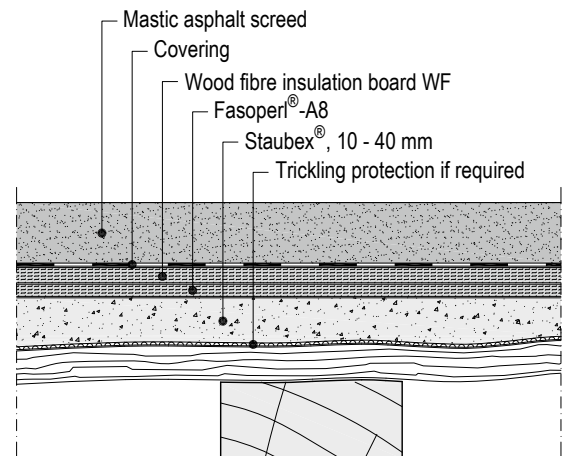 Mastic asphalt screed
Covering
Wood fibre insulation board WF
Fasoperl®-A8
Staubex®, 10 - 40 mm
Trickling protection if required